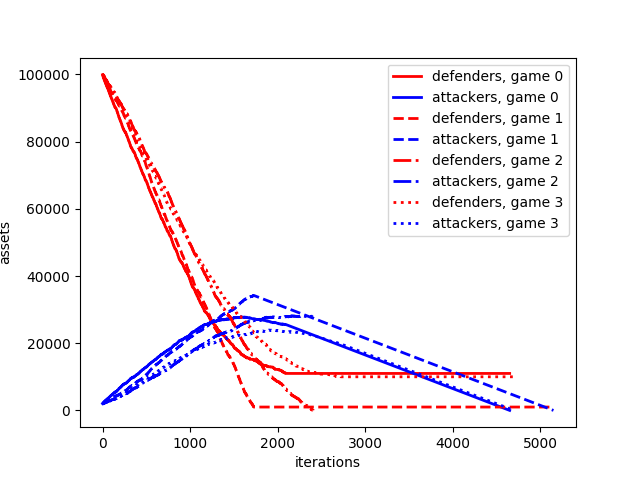 100000
80000
60000
40000
20000
0
assets
0 1000 2000 3000 4000 5000
iterations
defenders, game 0
attackers, game 0
defenders, game 1
attackers, game 1
defenders, game 2
attackers, game 2
defenders, game 3
attackers, game 3